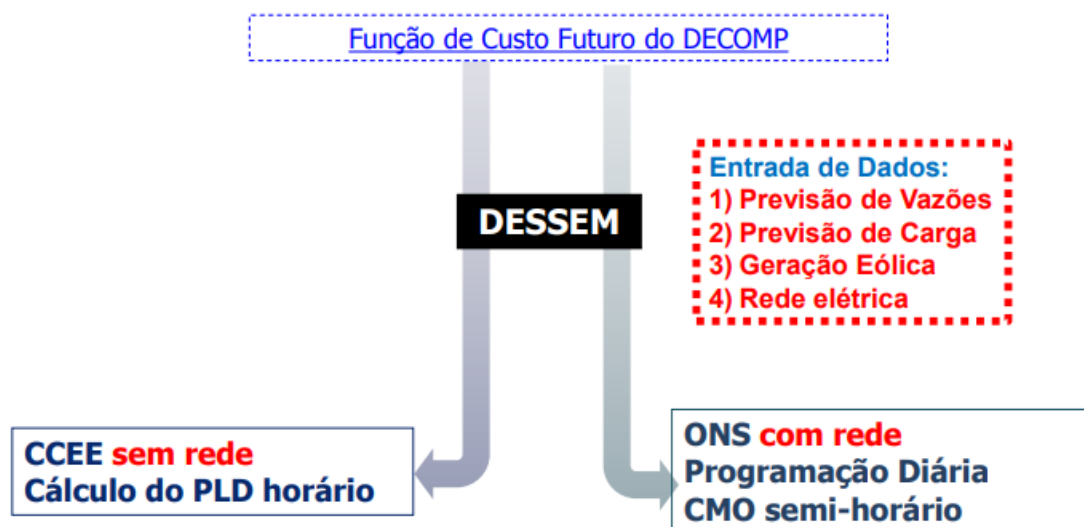 Função de Custo Futuro do DECOMP
DESSEM
Entrada de Dados:
1) Previsão de Vazões
2) Previsão de Carga
3) Geração Eólica
4) Rede elétrica
CCEE sem rede
Cálculo do PLD horário
ONS com rede
Programação Diária
CMO semi-horário